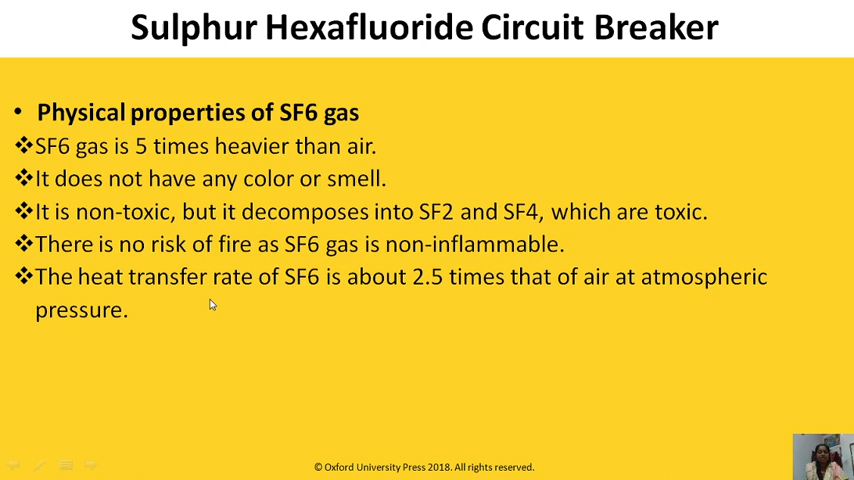 Sulphur Hexafluoride Circuit Breaker
• Physical properties of SF6 gas
❖SF6 gas is 5 times heavier than air.
❖It does not have any color or smell.
❖It is non-toxic, but it decomposes into SF2 and SF4, which are toxic.
❖There is no risk of fire as SF6 gas is non-inflammable.
❖The heat transfer rate of SF6 is about 2.5 times that of air at atmospheric
pressure.
© Oxford University Press 2018. All rights reserved.